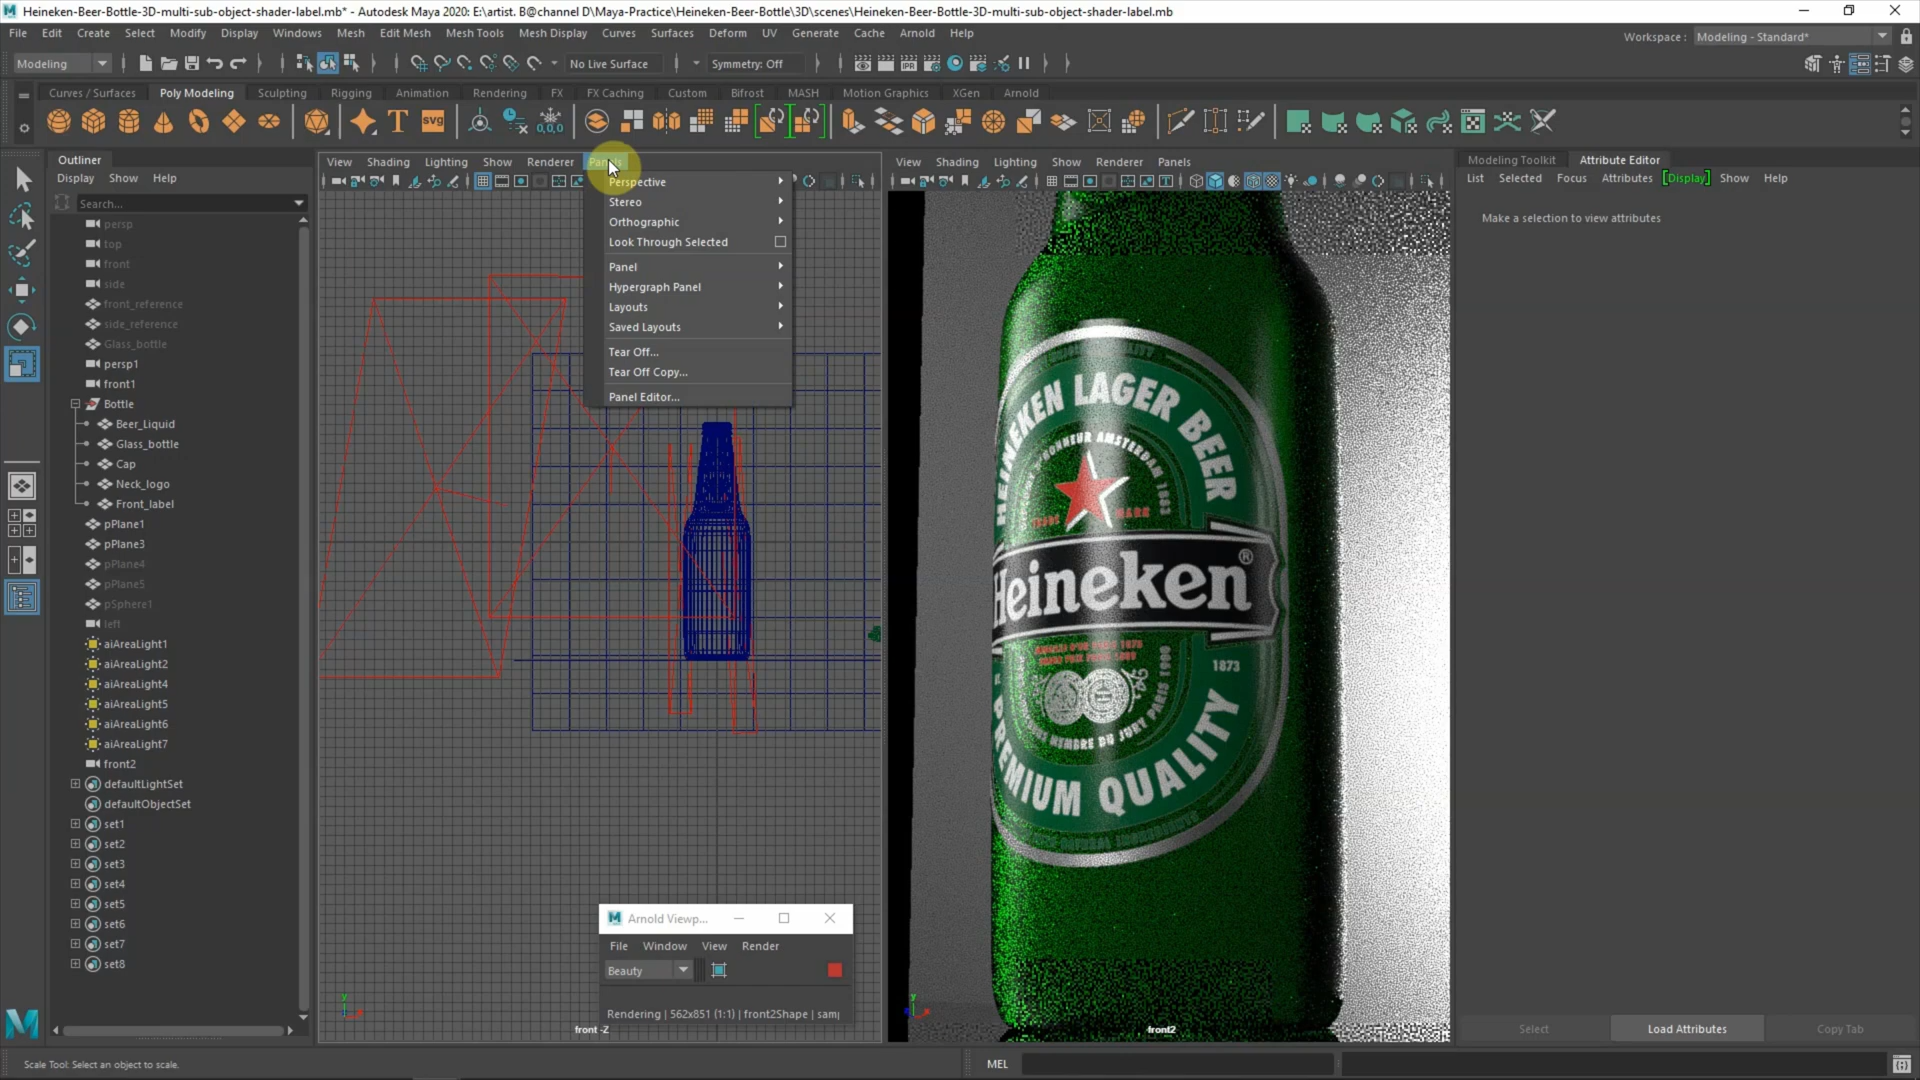 Heineken-Beer-Bottle-3D-multi-sub-object-shader-label.mb* - Autodesk Maya 2020: E:\artist. B@channel D\Maya-Practice\Heineken-Beer-Bottle\3D\scenes\Heineken-Beer-Bottle-3D-multi-sub-object-shader-label.mb
File Edit Create Select Modify Display Windows Mesh Edit Mesh Mesh Tools Mesh Display Curves Surfaces Deform UV Generate Cache Arnold Help
Workspace : Modeling - Standard*
Modeling No Live Surface Symmetry: Off
Curves / Surfaces Poly Modeling Sculpting Rigging Animation Rendering FX FX Caching Custom Bifrost MASH Motion Graphics XGen Arnold
T SVG 0,0,0 IPR
Outliner
Display Show Help
Search...
persp
top
front
side
front_reference
side_reference
Glass_bottle
persp1
front1
Bottle
Beer_Liquid
Glass_bottle
Cap
Neck_logo
Front_label
pPlane1
pPlane3
pPlane4
pPlane5
pSphere1
left
aiAreaLight1
aiAreaLight2
aiAreaLight4
aiAreaLight5
aiAreaLight6
aiAreaLight7
front2
defaultLightSet
defaultObjectSet
set1
set2
set3
set4
set5
set6
set7
set8
View Shading Lighting Show Renderer Panels
Perspective
Stereo
Orthographic
Look Through Selected
Panel
Hypergraph Panel
Layouts
Saved Layouts
Tear Off...
Tear Off Copy...
Panel Editor...
front -Z
Arnold Viewp...
File Window View Render
Beauty
Rendering | 562x851 (1:1) | front2Shape | sam
View Shading Lighting Show Renderer Panels
HEINEKEN LAGER BEER
TRADE MARK
Heineken®
1873
PREMIUM QUALITY
front2
Modeling Toolkit Attribute Editor
List Selected Focus Attributes Display Show Help
Make a selection to view attributes
Select Load Attributes Copy Tab
Scale Tool: Select an object to scale.
MEL